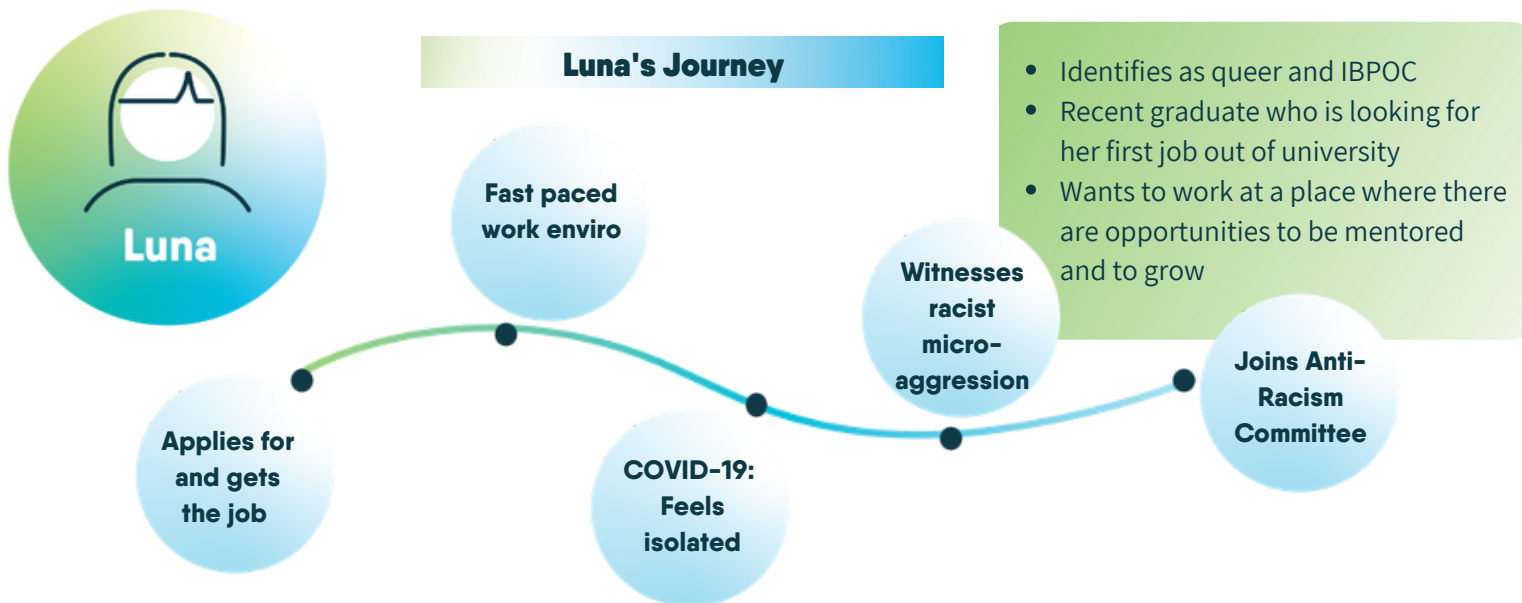 Luna's Journey
Luna
• Identifies as queer and IBPOC
• Recent graduate who is looking for
her first job out of university
• Wants to work at a place where there
are opportunities to be mentored
and to grow
Applies for
and gets
the job
Fast paced
work enviro
COVID-19:
Feels
isolated
Witnesses
racist
micro-
aggression
Joins Anti-
Racism
Committee